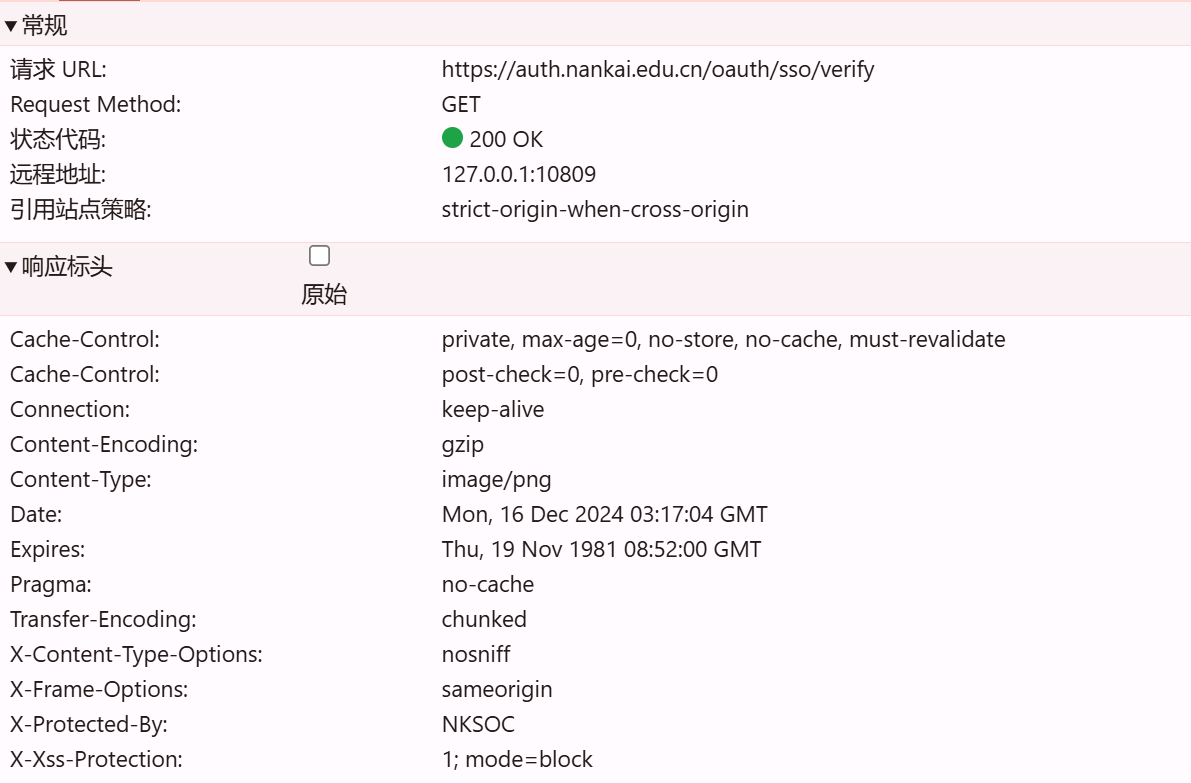 ▼常规
请求 URL: https://auth.nankai.edu.cn/oauth/sso/verify
Request Method: GET
状态代码: 200 OK
远程地址: 127.0.0.1:10809
引用站点策略: strict-origin-when-cross-origin
▼响应标头
原始
Cache-Control: private, max-age=0, no-store, no-cache, must-revalidate
Cache-Control: post-check=0, pre-check=0
Connection: keep-alive
Content-Encoding: gzip
Content-Type: image/png
Date: Mon, 16 Dec 2024 03:17:04 GMT
Expires: Thu, 19 Nov 1981 08:52:00 GMT
Pragma: no-cache
Transfer-Encoding: chunked
X-Content-Type-Options: nosniff
X-Frame-Options: sameorigin
X-Protected-By: NKSOC
X-Xss-Protection: 1; mode=block